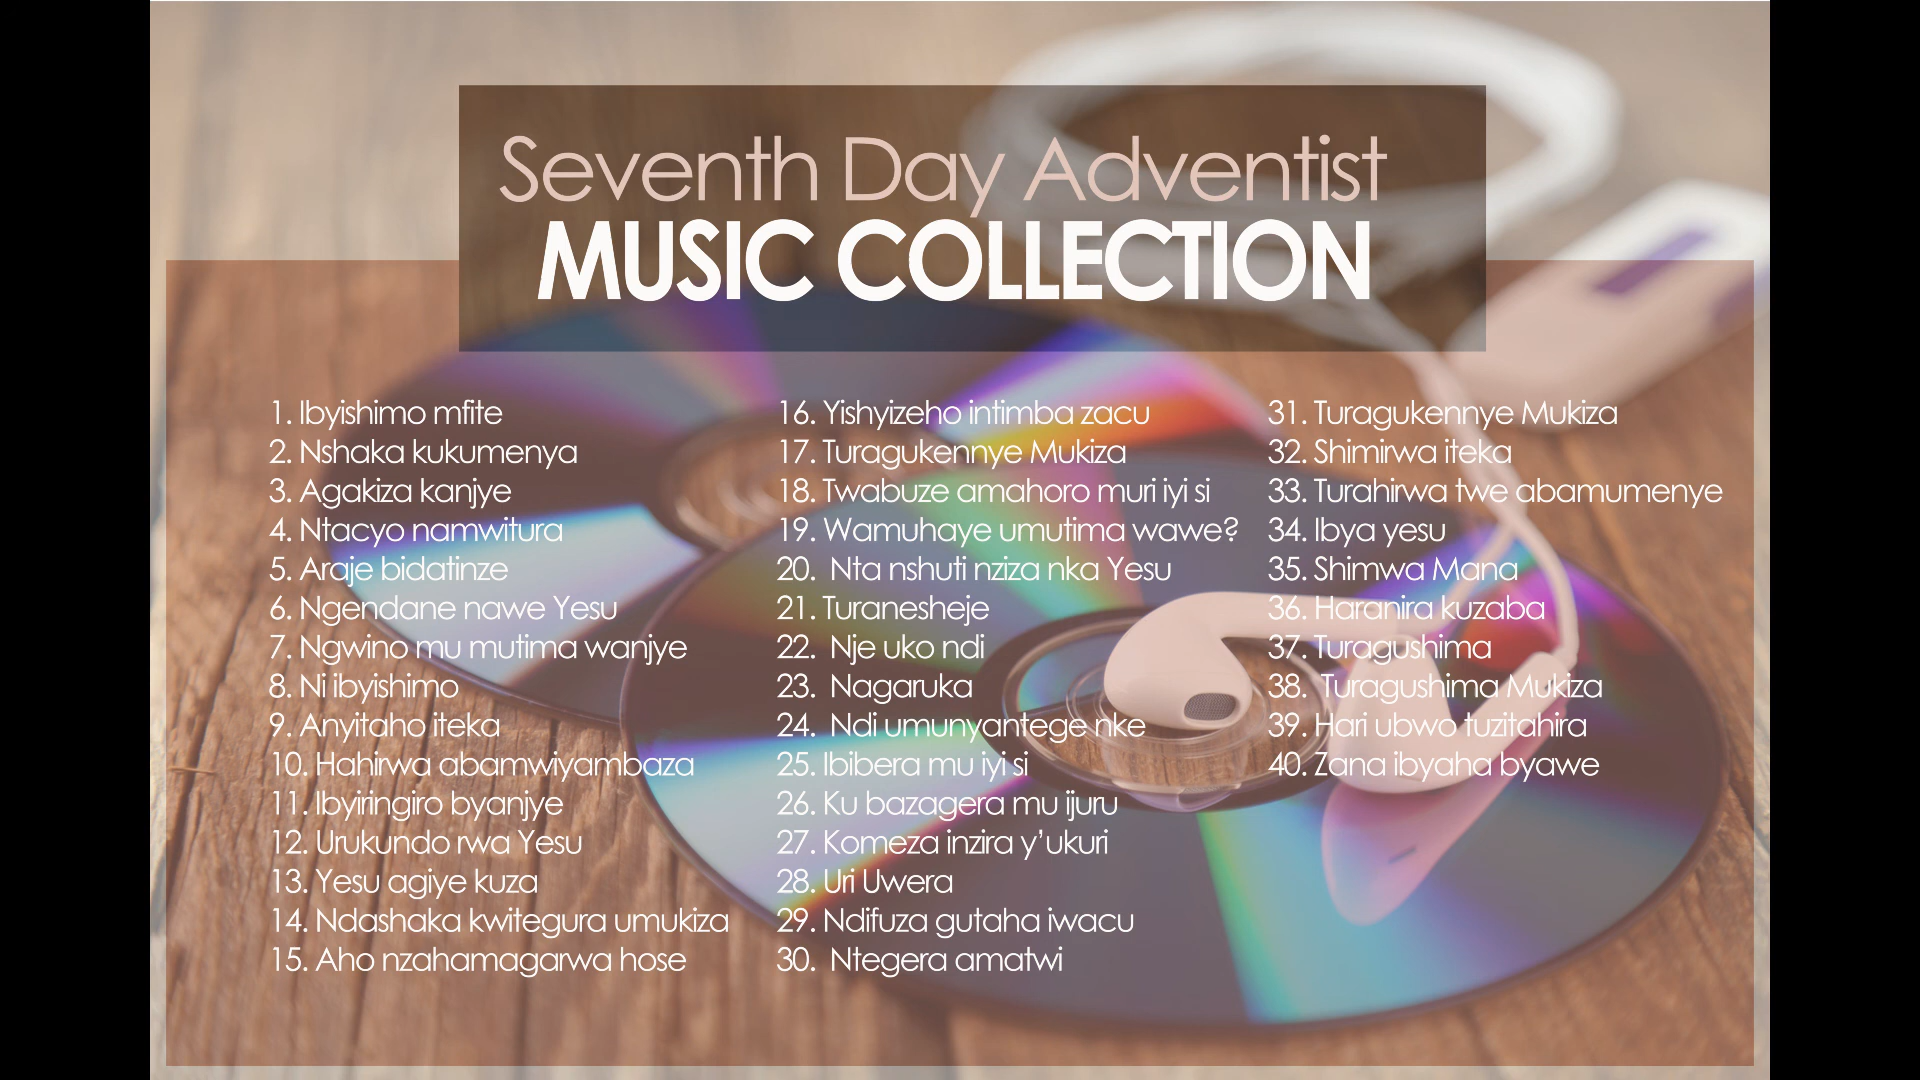 Seventh Day Adventist
MUSIC COLLECTION
1. Ibyishimo mfite
2. Nshaka kukumenya
3. Agakiza kanjye
4. Ntacyo namwitura
5. Araje bidatinze
6. Ngendane nawe Yesu
7. Ngwino mu mutima wanjye
8. Ni ibyishimo
9. Anyitaho iteka
10. Hahirwa abamwiyambaza
11. Ibyiringiro byanjye
12. Urukundo rwa Yesu
13. Yesu agiye kuza
14. Ndashaka kwitegura umukiza
15. Aho nzahamagarwa hose
16. Yishyizeho intimba zacu
17. Turagukennye Mukiza
18. Twabuze amahoro muri iyi si
19. Wamuhaye umutima wawe?
20. Nta nshuti nziza nka Yesu
21. Turanesheje
22. Nje uko ndi
23. Nagaruka
24. Ndi umunyantege nke
25. Ibibera mu iyi si
26. Ku bazagera mu ijuru
27. Komeza inzira y’ukuri
28. Uri Uwera
29. Ndifuza gutaha iwacu
30. Ntegera amatwi
31. Turagukennye Mukiza
32. Shimirwa iteka
33. Turahirwa twe abamumenye
34. Ibya yesu
35. Shimwa Mana
36. Haranira kuzaba
37. Turagushima
38. Turagushima Mukiza
39. Hari ubwo tuzitahira
40. Zana ibyaha byawe